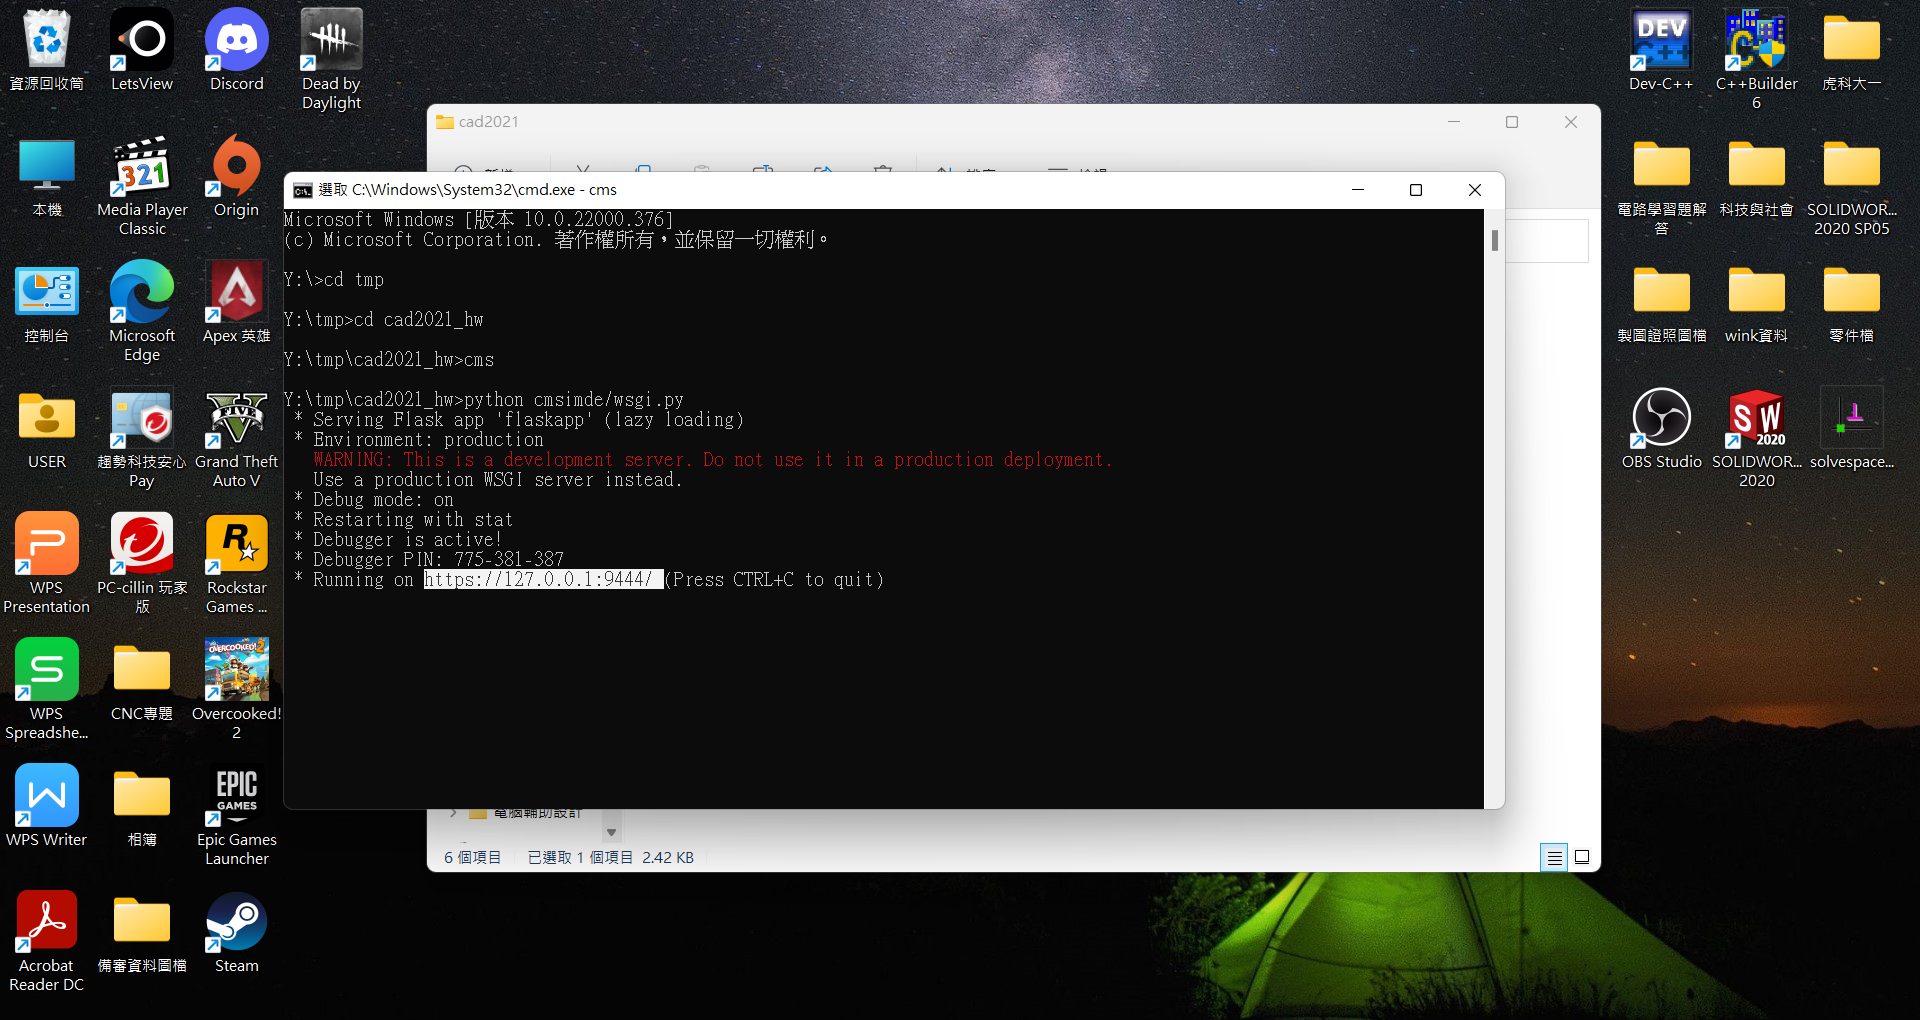 資源回收筒
LetsView
Discord
Dead by
Daylight
本機
Media Player
Classic
Origin
控制台
Microsoft
Edge
Apex 英雄
USER
趨勢科技安心
Pay
Grand Theft
Auto V
WPS
Presentation
PC-cillin 玩家
版
Rockstar
Games ...
WPS
Spreadshe...
CNC專題
Overcooked!
2
WPS Writer
相簿
Epic Games
Launcher
Acrobat
Reader DC
備審資料圖檔
Steam
cad2021
選取 C:\Windows\System32\cmd.exe - cms
Microsoft Windows [版本 10.0.22000.376]
(c) Microsoft Corporation. 著作權所有，並保留一切權利。
Y:\>cd tmp
Y:\tmp>cd cad2021_hw
Y:\tmp\cad2021_hw>cms
Y:\tmp\cad2021_hw>python cmsimde/wsgi.py
* Serving Flask app 'flaskapp' (lazy loading)
* Environment: production
WARNING: This is a development server. Do not use it in a production deployment.
Use a production WSGI server instead.
* Debug mode: on
* Restarting with stat
* Debugger is active!
* Debugger PIN: 775-381-387
* Running on https://127.0.0.1:9444/ (Press CTRL+C to quit)
電腦輔助設計
6 個項目 已選取 1 個項目 2.42 KB
Dev-C++
C++Builder
6
虎科大一
電路學習題解
答
科技與社會
SOLIDWOR...
2020 SP05
製圖證照圖檔
wink資料
零件檔
OBS Studio
SOLIDWOR...
2020
solvespace...